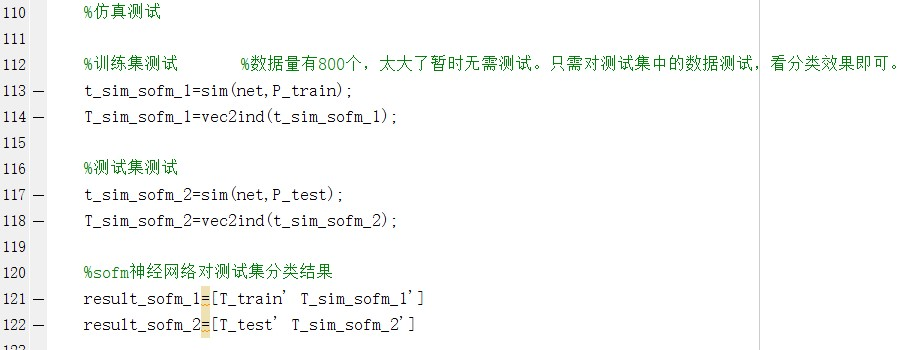 110 %仿真测试
111
112 %训练集测试 %数据量有800个，太大了暂时无需测试。只需对测试集中的数据测试，看分类效果即可。
113 — t_sim_sofm_1=sim(net,P_train);
114 — T_sim_sofm_1=vec2ind(t_sim_sofm_1);
115
116 %测试集测试
117 — t_sim_sofm_2=sim(net,P_test);
118 — T_sim_sofm_2=vec2ind(t_sim_sofm_2);
119
120 %sofm神经网络对测试集分类结果
121 — result_sofm_1=[T_train' T_sim_sofm_1']
122 — result_sofm_2=[T_test' T_sim_sofm_2']